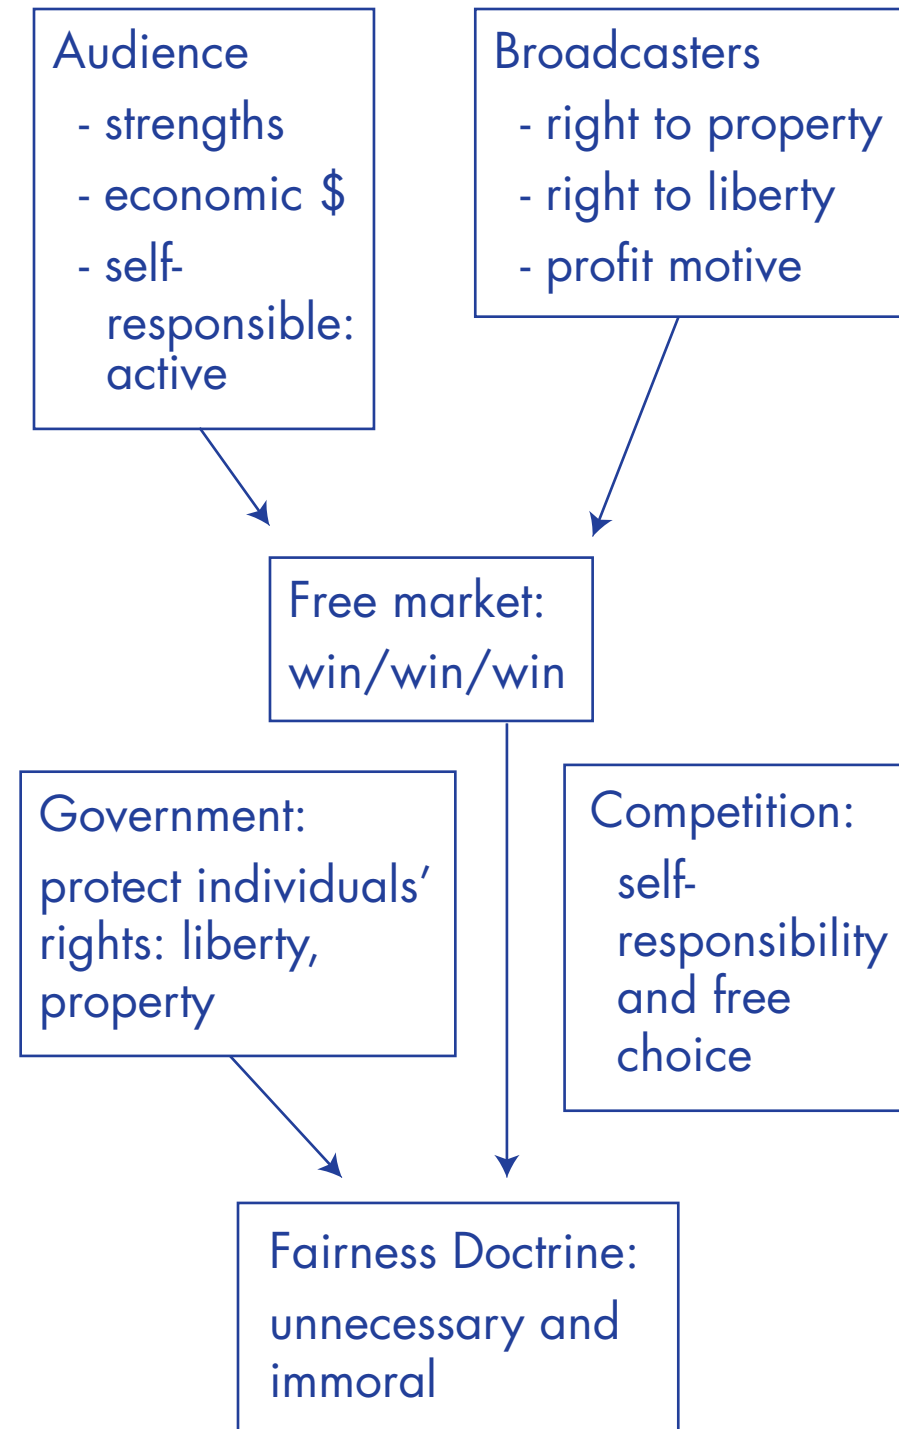 Audience
- strengths
- economic $
- self-
responsible:
active
Broadcasters
- right to property
- right to liberty
- profit motive
Free market:
win/win/win
Government:
protect individuals’
rights: liberty,
property
Competition:
self-
responsibility
and free
choice
Fairness Doctrine:
unnecessary and
immoral